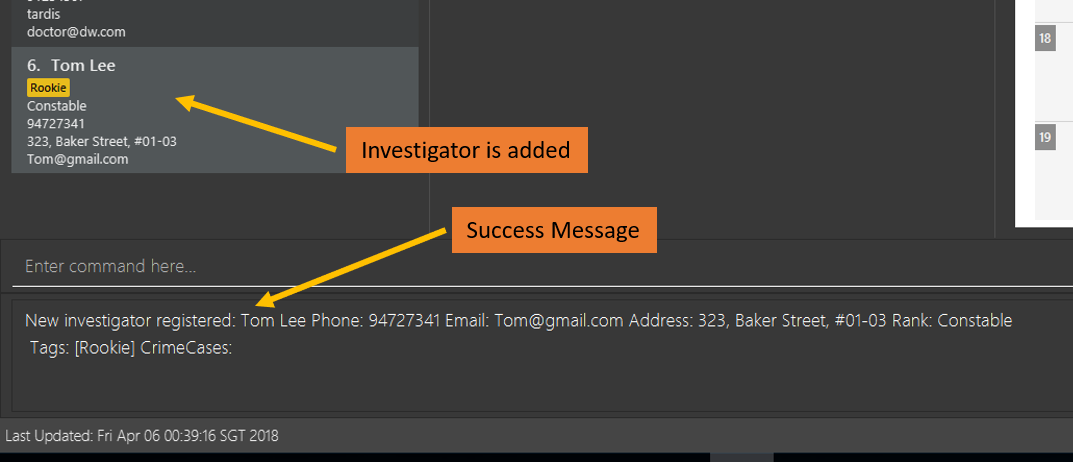 tardis
doctor@dw.com
6. Tom Lee
Rookie
Constable
94727341
323, Baker Street, #01-03
Tom@gmail.com
Investigator is added
18
19
Success Message
Enter command here...
New investigator registered: Tom Lee Phone: 94727341 Email: Tom@gmail.com Address: 323, Baker Street, #01-03 Rank: Constable
Tags: [Rookie] CrimeCases:
Last Updated: Fri Apr 06 00:39:16 SGT 2018